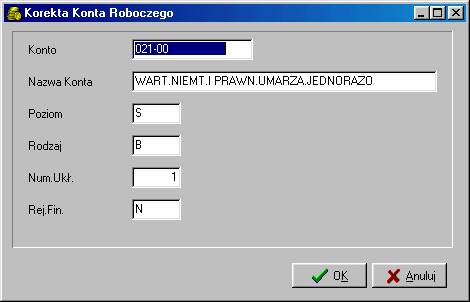 Korekta Konta Roboczego
Konto 021-00
Nazwa Konta WART.NIEMT.I PRAWN.UMARZA.JEDNORAZO
Poziom S
Rodzaj B
Num.Ukł. 1
Rej.Fin. N
OK Anuluj